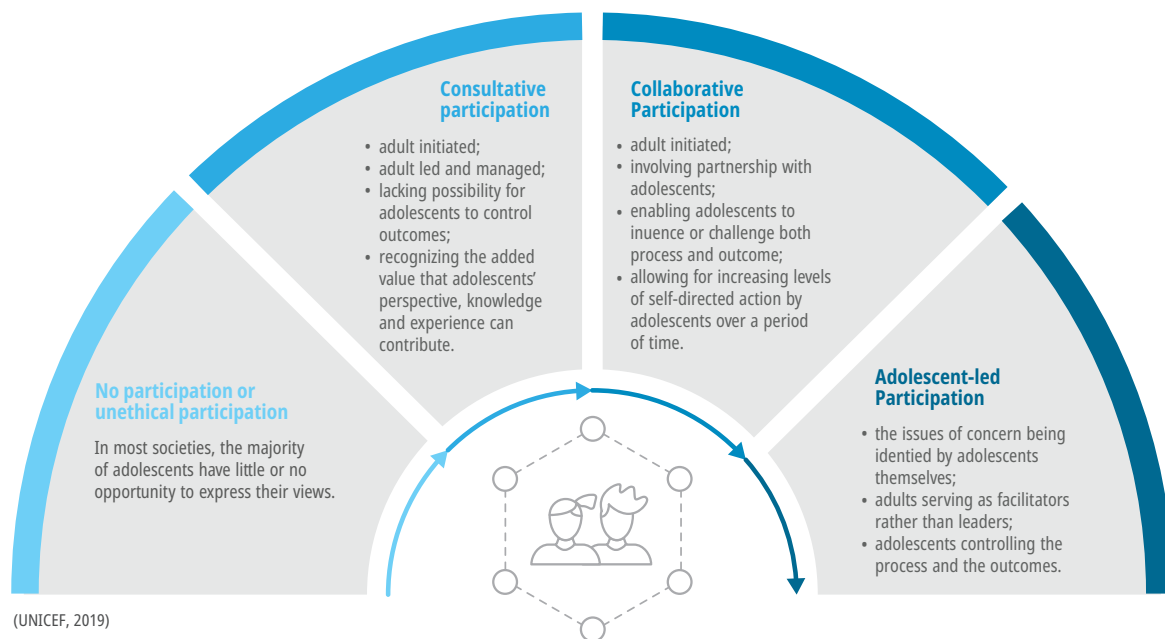 No participation or
unethical participation
In most societies, the majority
of adolescents have little or no
opportunity to express their views.
Consultative
participation
• adult initiated;
• adult led and managed;
• lacking possibility for
adolescents to control
outcomes;
• recognizing the added
value that adolescents’
perspective, knowledge
and experience can
contribute.
Collaborative
Participation
• adult initiated;
• involving partnership with
adolescents;
• enabling adolescents to
inuence or challenge both
process and outcome;
• allowing for increasing levels
of self-directed action by
adolescents over a period
of time.
Adolescent-led
Participation
• the issues of concern being
identied by adolescents
themselves;
• adults serving as facilitators
rather than leaders;
• adolescents controlling the
process and the outcomes.
(UNICEF, 2019)